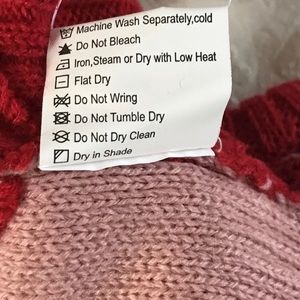 Machine Wash Separately,cold
Do Not Bleach
Iron,Steam or Dry with Low Heat
Flat Dry
Do Not Wring
Do Not Tumble Dry
Do Not Dry Clean
Dry in Shade